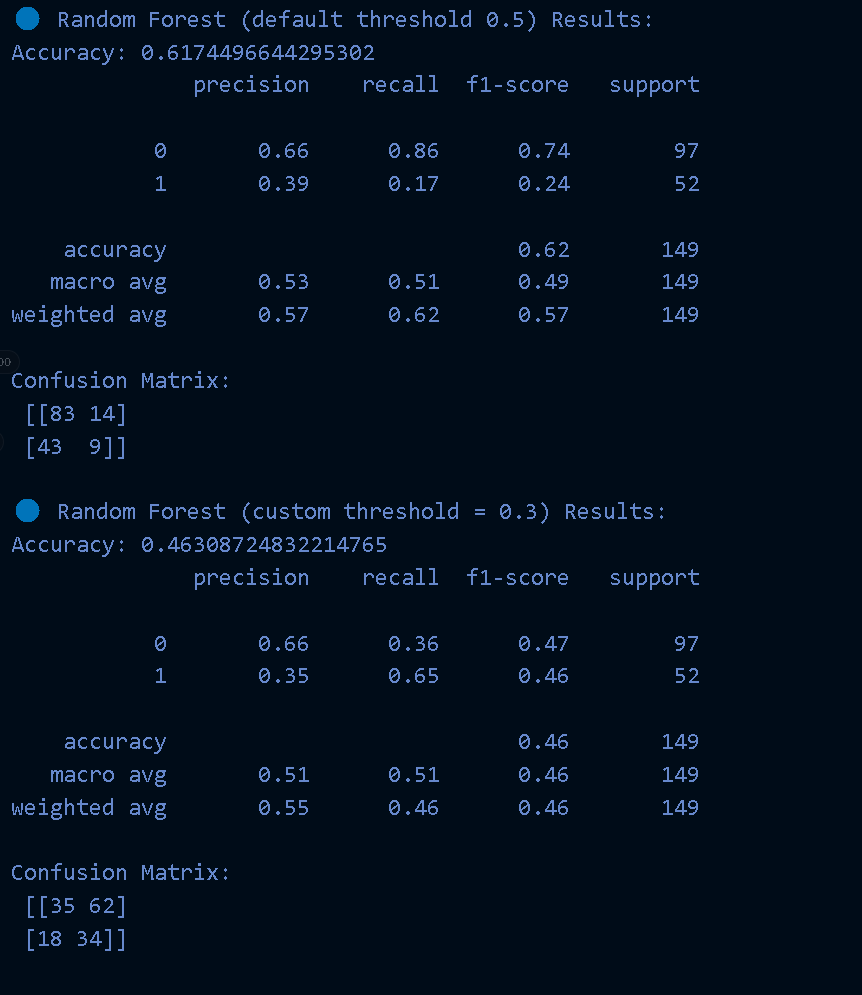 Random Forest (default threshold 0.5) Results:
Accuracy: 0.6174496644295302
precision recall f1-score support
0 0.66 0.86 0.74 97
1 0.39 0.17 0.24 52
accuracy 0.62 149
macro avg 0.53 0.51 0.49 149
weighted avg 0.57 0.62 0.57 149
00
Confusion Matrix:
[[83 14]
[43 9]]
Random Forest (custom threshold = 0.3) Results:
Accuracy: 0.46308724832214765
precision recall f1-score support
0 0.66 0.36 0.47 97
1 0.35 0.65 0.46 52
accuracy 0.46 149
macro avg 0.51 0.51 0.46 149
weighted avg 0.55 0.46 0.46 149
Confusion Matrix:
[[35 62]
[18 34]]